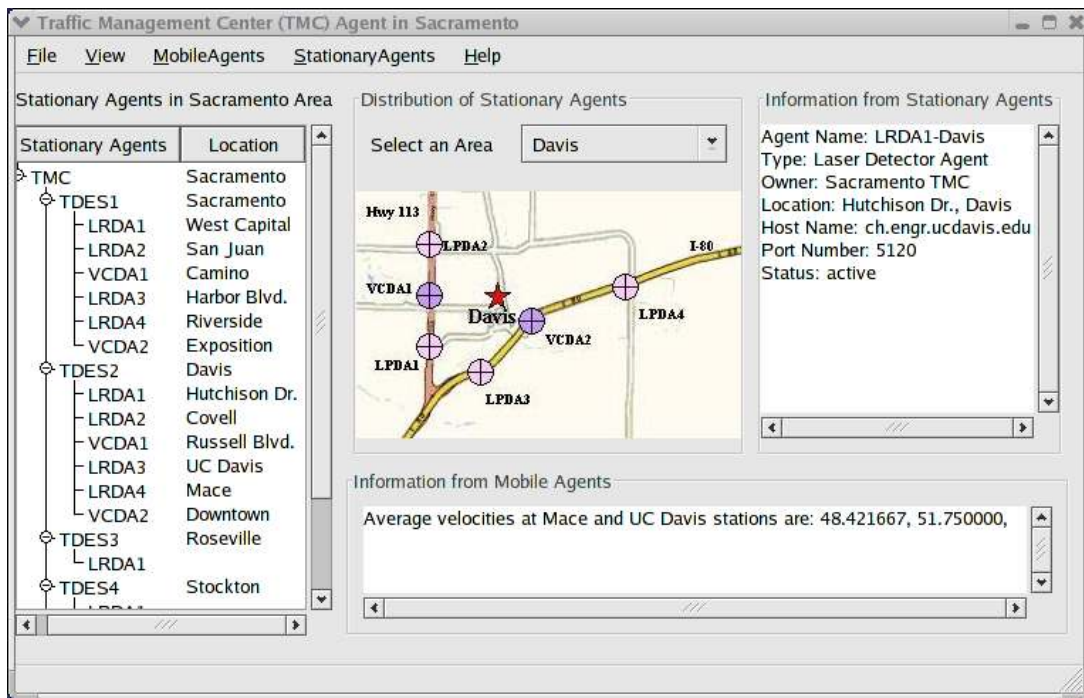 Traffic Management Center (TMC) Agent in Sacramento
File View MobileAgents StationaryAgents Help
Stationary Agents in Sacramento Area
Stationary Agents Location
TMC Sacramento
TDES1 Sacramento
LRDA1 West Capital
LRDA2 San Juan
VCDA1 Camino
LRDA3 Harbor Blvd.
LRDA4 Riverside
VCDA2 Exposition
TDES2 Davis
LRDA1 Hutchison Dr.
LRDA2 Covell
VCDA1 Russell Blvd.
LRDA3 UC Davis
LRDA4 Mace
VCDA2 Downtown
TDES3 Roseville
LRDA1
TDES4 Stockton
Distribution of Stationary Agents
Select an Area Davis
Hwy 113
LPDA2
I-80
VCDA1
Davis
LPDA4
VCDA2
LPDA1
LPDA3
Information from Stationary Agents
Agent Name: LRDA1-Davis
Type: Laser Detector Agent
Owner: Sacramento TMC
Location: Hutchison Dr., Davis
Host Name: ch.engr.ucdavis.edu
Port Number: 5120
Status: active
Information from Mobile Agents
Average velocities at Mace and UC Davis stations are: 48.421667, 51.750000,